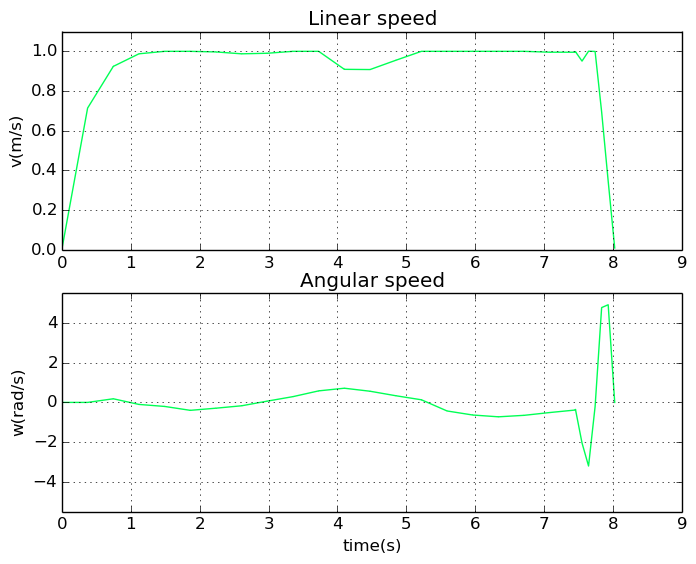 Linear speed
1.0
0.8
0.6
0.4
0.2
0.0
v(m/s)
0 1 2 3 4 5 6 7 8 9
Angular speed
4
2
0
−2
−4
w(rad/s)
0 1 2 3 4 5 6 7 8 9
time(s)